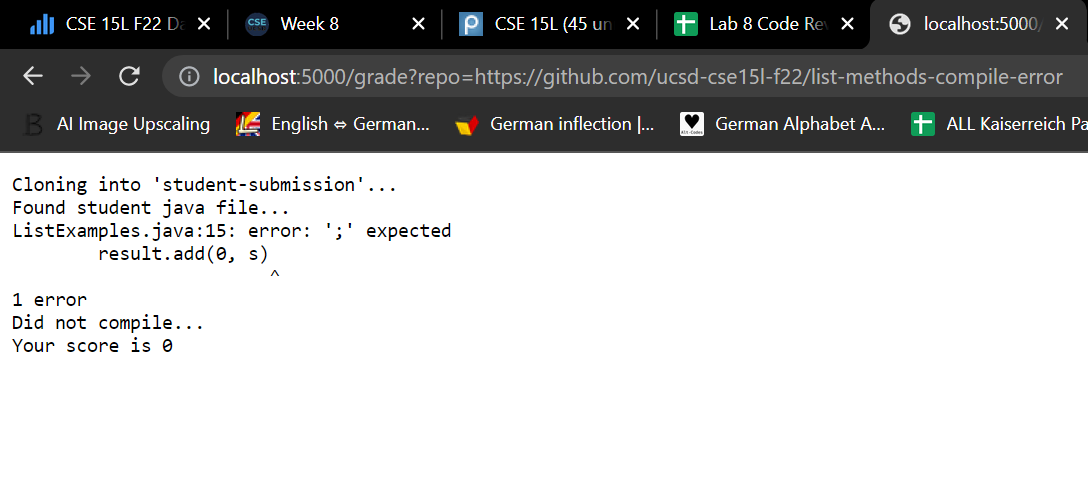 CSE 15L F22 Da
CSE Week 8
CSE 15L (45 un
Lab 8 Code Rev
localhost:5000/
localhost:5000/grade?repo=https://github.com/ucsd-cse15l-f22/list-methods-compile-error
B AI Image Upscaling
English ⇔ German...
German inflection |...
German Alphabet A...
ALL Kaiserreich Pa
Cloning into 'student-submission'...
Found student java file...
ListExamples.java:15: error: ';' expected
        result.add(0, s)
                        ^
1 error
Did not compile...
Your score is 0